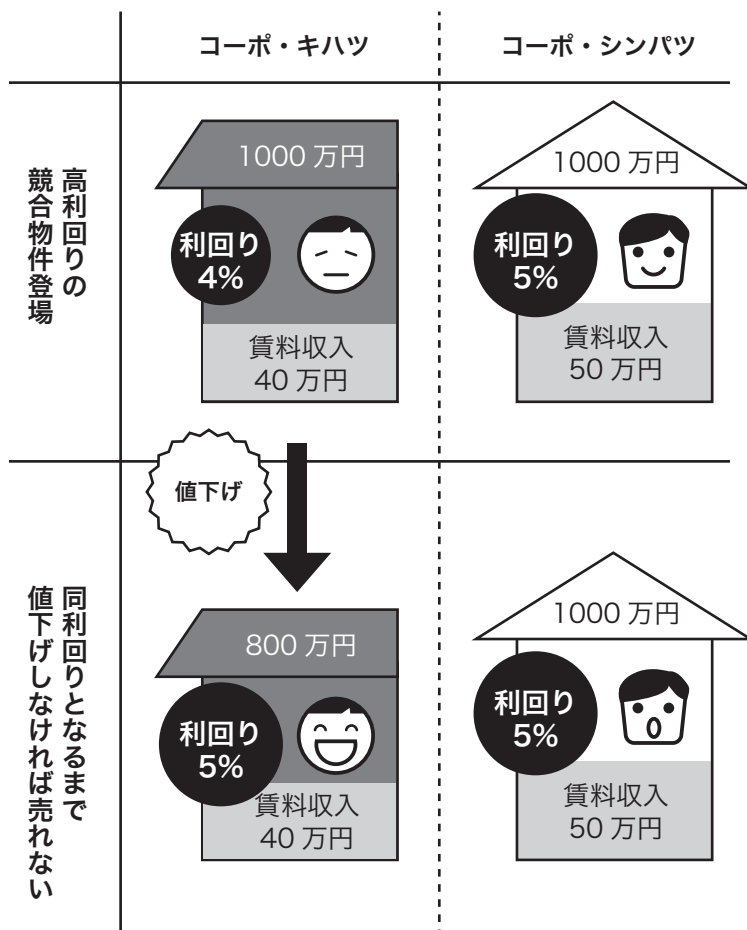 コーポ・キハツ
コーポ・シンパツ
高利回りの
競合物件登場
1000 万円
利回り
4%
賃料収入
40 万円
1000 万円
利回り
5%
賃料収入
50 万円
値下げ
同利回りとなるまで
値下げしなければ売れない
800 万円
利回り
5%
賃料収入
40 万円
1000 万円
利回り
5%
賃料収入
50 万円